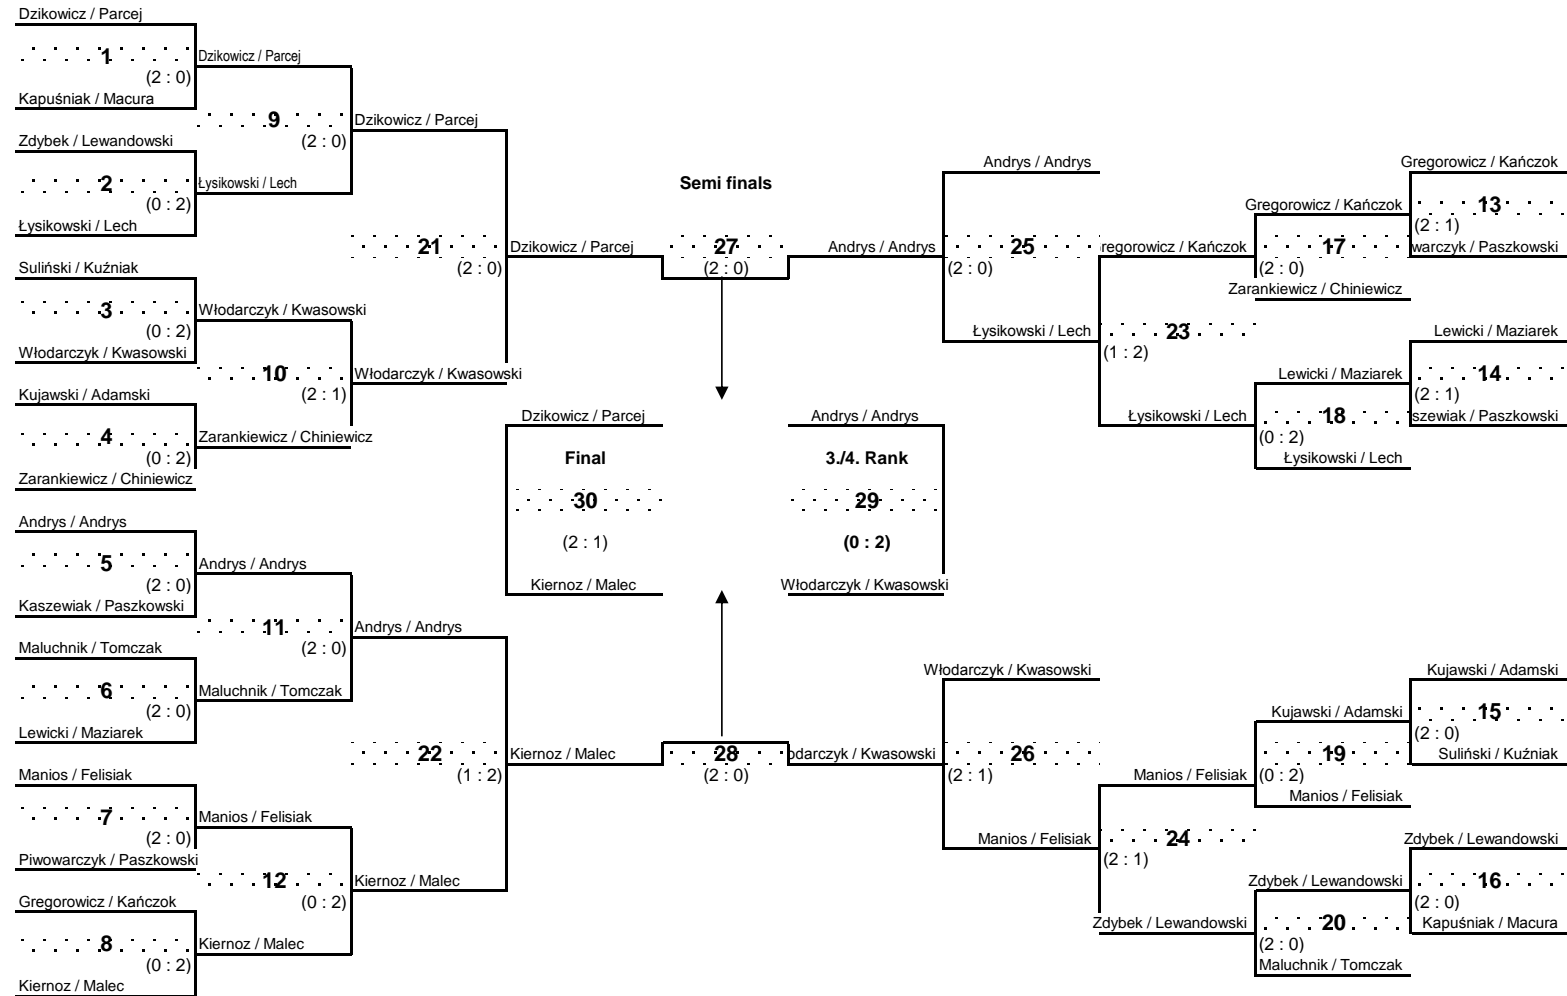 Dzikowicz / Parcej
1
(2 : 0)
Kapuśniak / Macura
Zdybek / Lewandowski
2
(0 : 2)
Łysikowski / Lech
Suliński / Kuźniak
3
(0 : 2)
Włodarczyk / Kwasowski
Kujawski / Adamski
4
(0 : 2)
Zarankiewicz / Chiniewicz
Andrys / Andrys
5
(2 : 0)
Kaszewiak / Paszkowski
Maluchnik / Tomczak
6
(2 : 0)
Lewicki / Maziarek
Manios / Felisiak
7
(2 : 0)
Piwowarczyk / Paszkowski
Gregorowicz / Kańczok
8
(0 : 2)
Kiernoz / Malec
Dzikowicz / Parcej
9
(2 : 0)
Łysikowski / Lech
Włodarczyk / Kwasowski
10
(2 : 1)
Zarankiewicz / Chiniewicz
Andrys / Andrys
11
(2 : 0)
Maluchnik / Tomczak
Manios / Felisiak
12
(0 : 2)
Kiernoz / Malec
Dzikowicz / Parcej
21
(2 : 0)
Włodarczyk / Kwasowski
Andrys / Andrys
22
(1 : 2)
Kiernoz / Malec
Dzikowicz / Parcej
Semi finals
27
(2 : 0)
Andrys / Andrys
Dzikowicz / Parcej
Final
30
(2 : 1)
Kiernoz / Malec
Andrys / Andrys
3./4. Rank
29
(0 : 2)
Włodarczyk / Kwasowski
Kiernoz / Malec
28
(2 : 0)
odarczyk / Kwasowski
Andrys / Andrys
25
(2 : 0)
Łysikowski / Lech
Włodarczyk / Kwasowski
26
(2 : 1)
Manios / Felisiak
regorowicz / Kańczok
23
(1 : 2)
Łysikowski / Lech
Manios / Felisiak
24
(2 : 1)
Zdybek / Lewandowski
Gregorowicz / Kańczok
17
(2 : 0)
Zarankiewicz / Chiniewicz
Lewicki / Maziarek
18
(0 : 2)
Łysikowski / Lech
Kujawski / Adamski
19
(0 : 2)
Manios / Felisiak
Zdybek / Lewandowski
20
(2 : 0)
Maluchnik / Tomczak
Gregorowicz / Kańczok
13
(2 : 1)
warczyk / Paszkowski
Lewicki / Maziarek
14
(2 : 1)
szewiak / Paszkowski
Kujawski / Adamski
15
(2 : 0)
Suliński / Kuźniak
Zdybek / Lewandowski
16
(2 : 0)
Kapuśniak / Macura